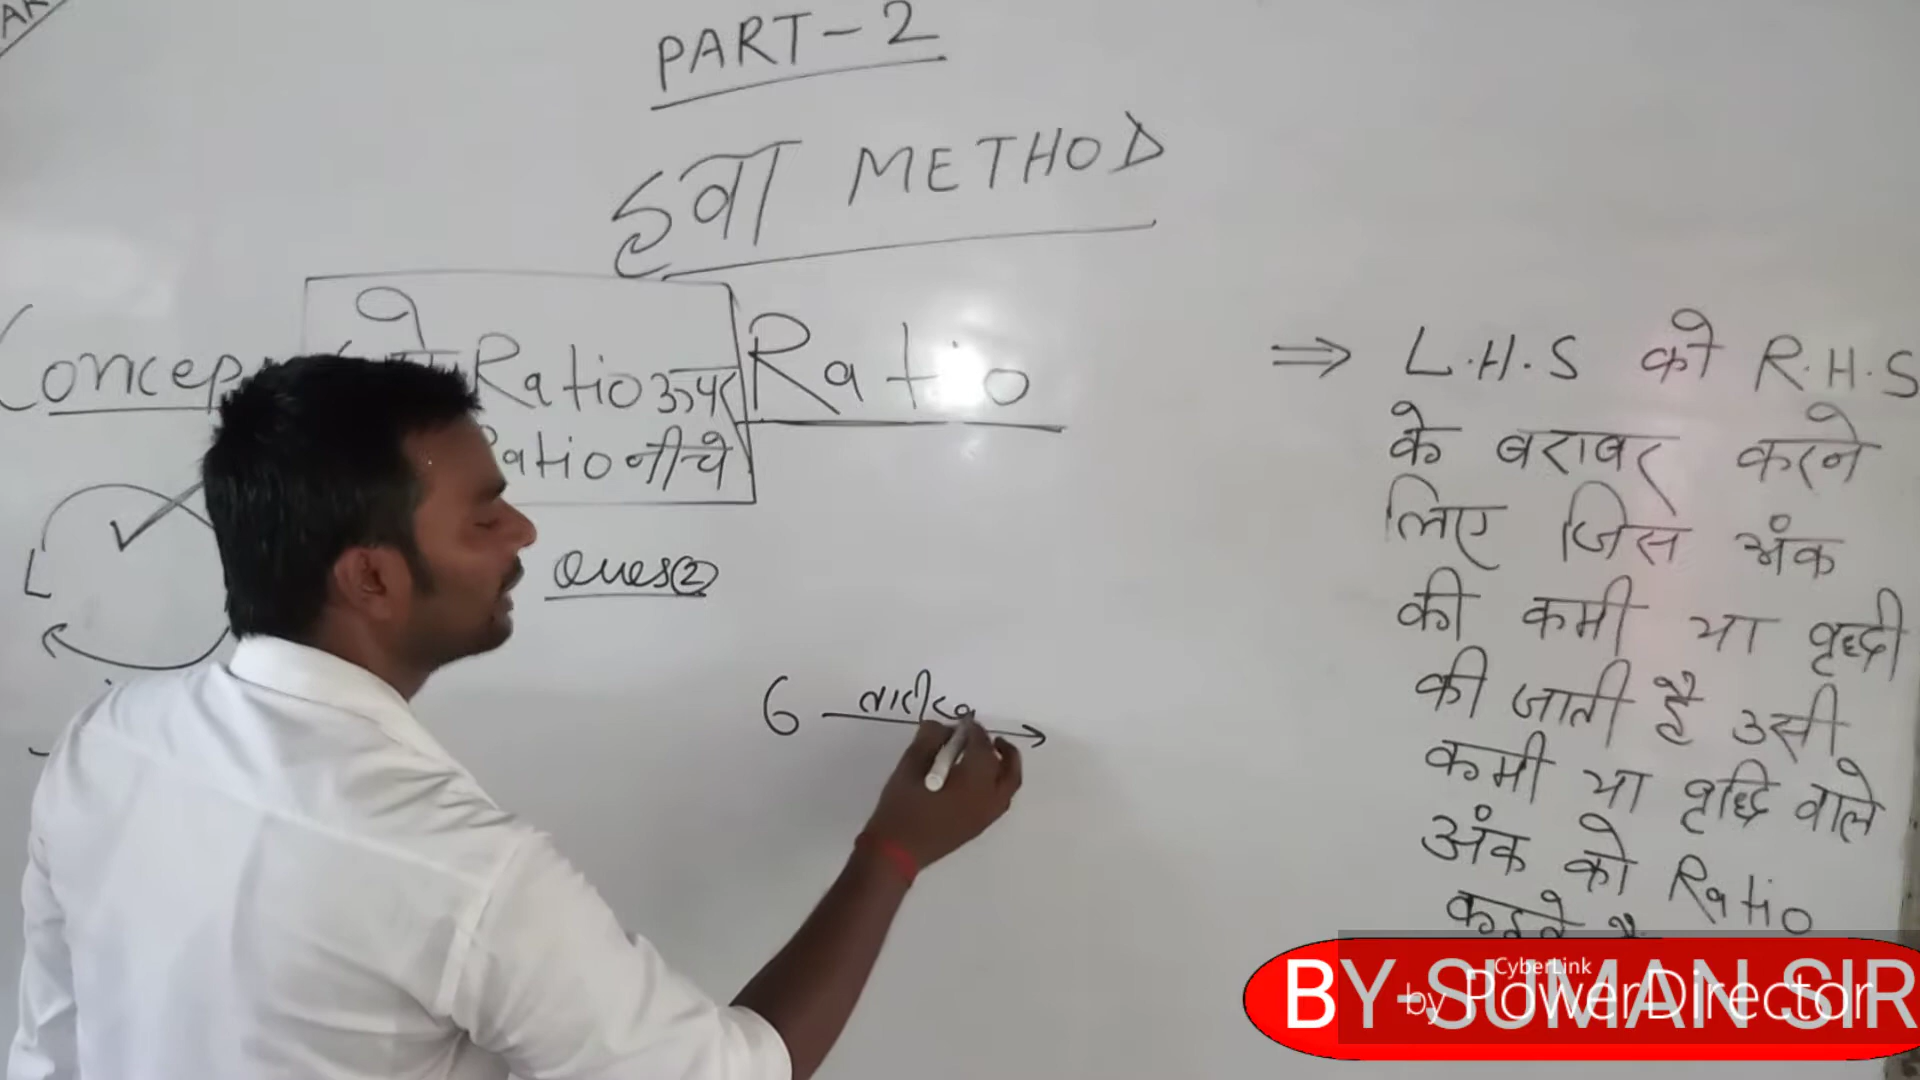 PART-2
हवा METHOD
Ratio ऊपर
Ratio
Ratio नीचे
L
Ques(2)
6 तारीख
⇒ L.H.S को R.H.S
के बराबर करने
लिए जिस अंक
की कमी या वृद्धी
की जाती है उसी
कमी या वृद्धि वाले
अंक को Ratio
कहते है
BY-SUMAN SIR
by CyberLink
PowerDirector